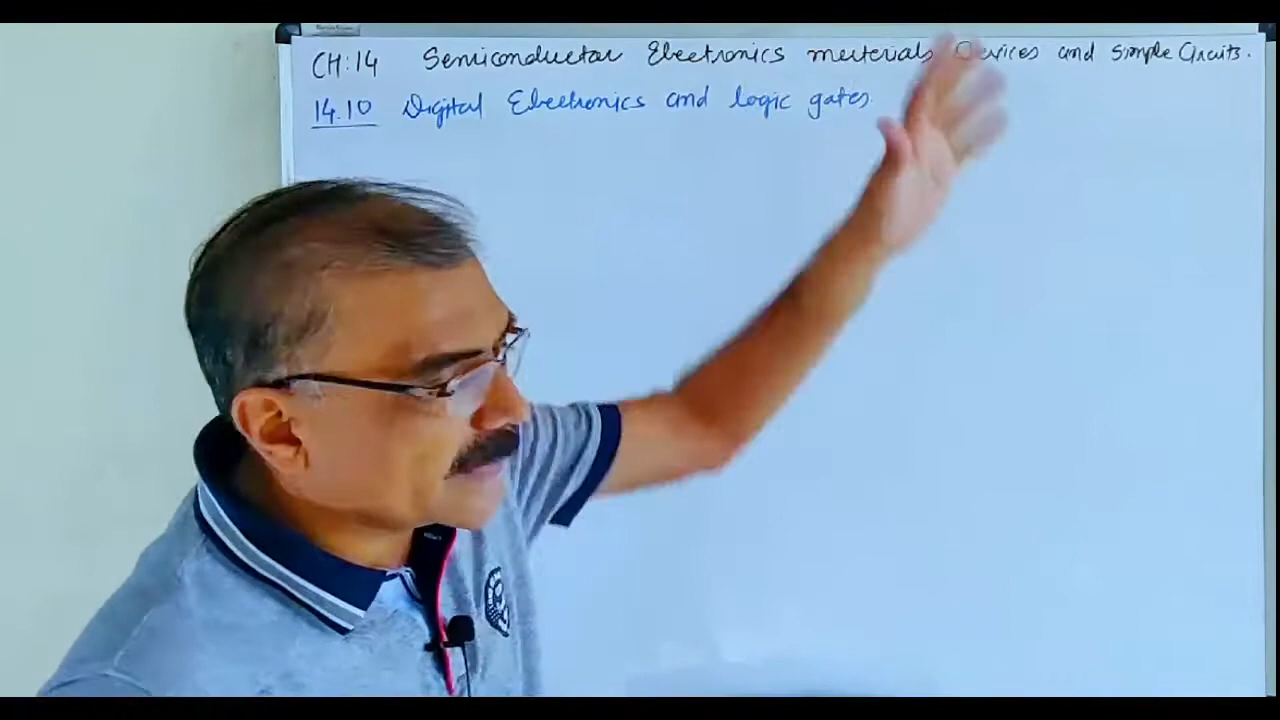 CH:14 Semiconductor Electronics materials Devices and Simple Circuits.
14.10 Digital Electronics and logic gates.